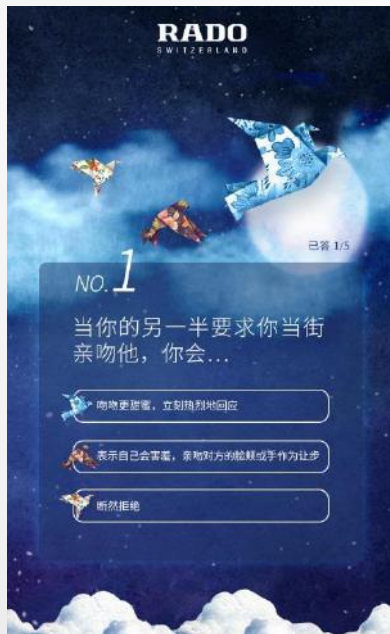 RADO
SWITZERLAND
已答 1/5
NO.1
当你的另一半要求你当街
亲吻他，你会...
吻吻更甜蜜，立刻热烈地回应
表示自己会害羞，亲吻对方的脸颊或手作为让步
断然拒绝